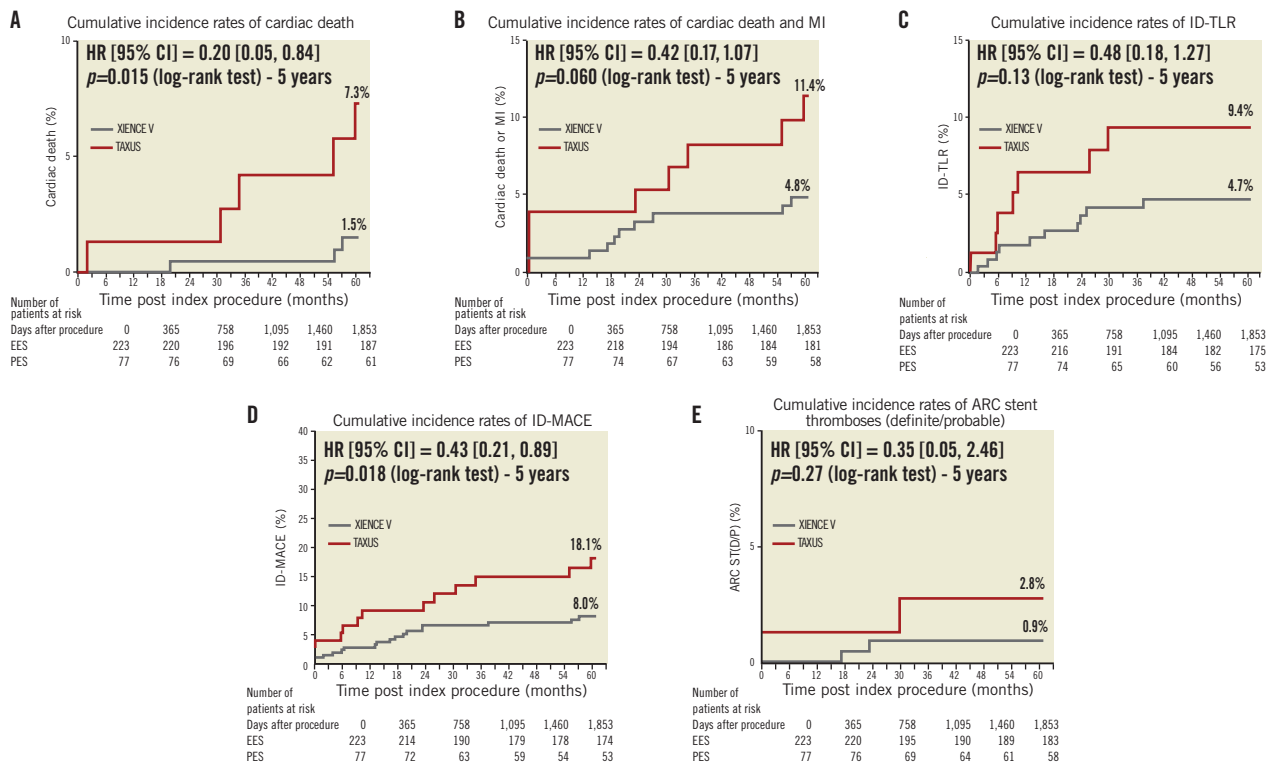 A
Cumulative incidence rates of cardiac death
HR [95% CI] = 0.20 [0.05, 0.84]
p=0.015 (log-rank test) - 5 years
7.3%
XIENCE V
TAXUS
1.5%
Cardiac death (%)
10
5
0
0 6 12 18 24 30 36 42 48 54 60
Time post index procedure (months)
Number of
patients at risk
Days after procedure 0 365 758 1,095 1,460 1,853
EES 223 220 196 192 191 187
PES 77 76 69 66 62 61
B
Cumulative incidence rates of cardiac death and MI
HR [95% CI] = 0.42 [0.17, 1.07]
p=0.060 (log-rank test) - 5 years
11.4%
XIENCE V
TAXUS
4.8%
Cardiac death or MI (%)
15
10
5
0
0 6 12 18 24 30 36 42 48 54 60
Time post index procedure (months)
Number of
patients at risk
Days after procedure 0 365 758 1,095 1,460 1,853
EES 223 218 194 186 184 181
PES 77 74 67 63 59 58
C
Cumulative incidence rates of ID-TLR
HR [95% CI] = 0.48 [0.18, 1.27]
p=0.13 (log-rank test) - 5 years
9.4%
XIENCE V
TAXUS
4.7%
ID-TLR (%)
15
10
5
0
0 6 12 18 24 30 36 42 48 54 60
Time post index procedure (months)
Number of
patients at risk
Days after procedure 0 365 758 1,095 1,460 1,853
EES 223 216 191 184 182 175
PES 77 74 65 60 56 53
D
Cumulative incidence rates of ID-MACE
HR [95% CI] = 0.43 [0.21, 0.89]
p=0.018 (log-rank test) - 5 years
XIENCE V
TAXUS
18.1%
8.0%
ID-MACE (%)
40
35
30
25
20
15
10
5
0
0 6 12 18 24 30 36 42 48 54 60
Time post index procedure (months)
Number of
patients at risk
Days after procedure 0 365 758 1,095 1,460 1,853
EES 223 214 190 179 178 174
PES 77 72 63 59 54 53
E
Cumulative incidence rates of ARC stent
thromboses (definite/probable)
HR [95% CI] = 0.35 [0.05, 2.46]
p=0.27 (log-rank test) - 5 years
XIENCE V
TAXUS
2.8%
0.9%
ARC ST(D/P) (%)
10
5
0
0 6 12 18 24 30 36 42 48 54 60
Time post index procedure (months)
Number of
patients at risk
Days after procedure 0 365 758 1,095 1,460 1,853
EES 223 220 195 190 189 183
PES 77 76 69 64 61 58